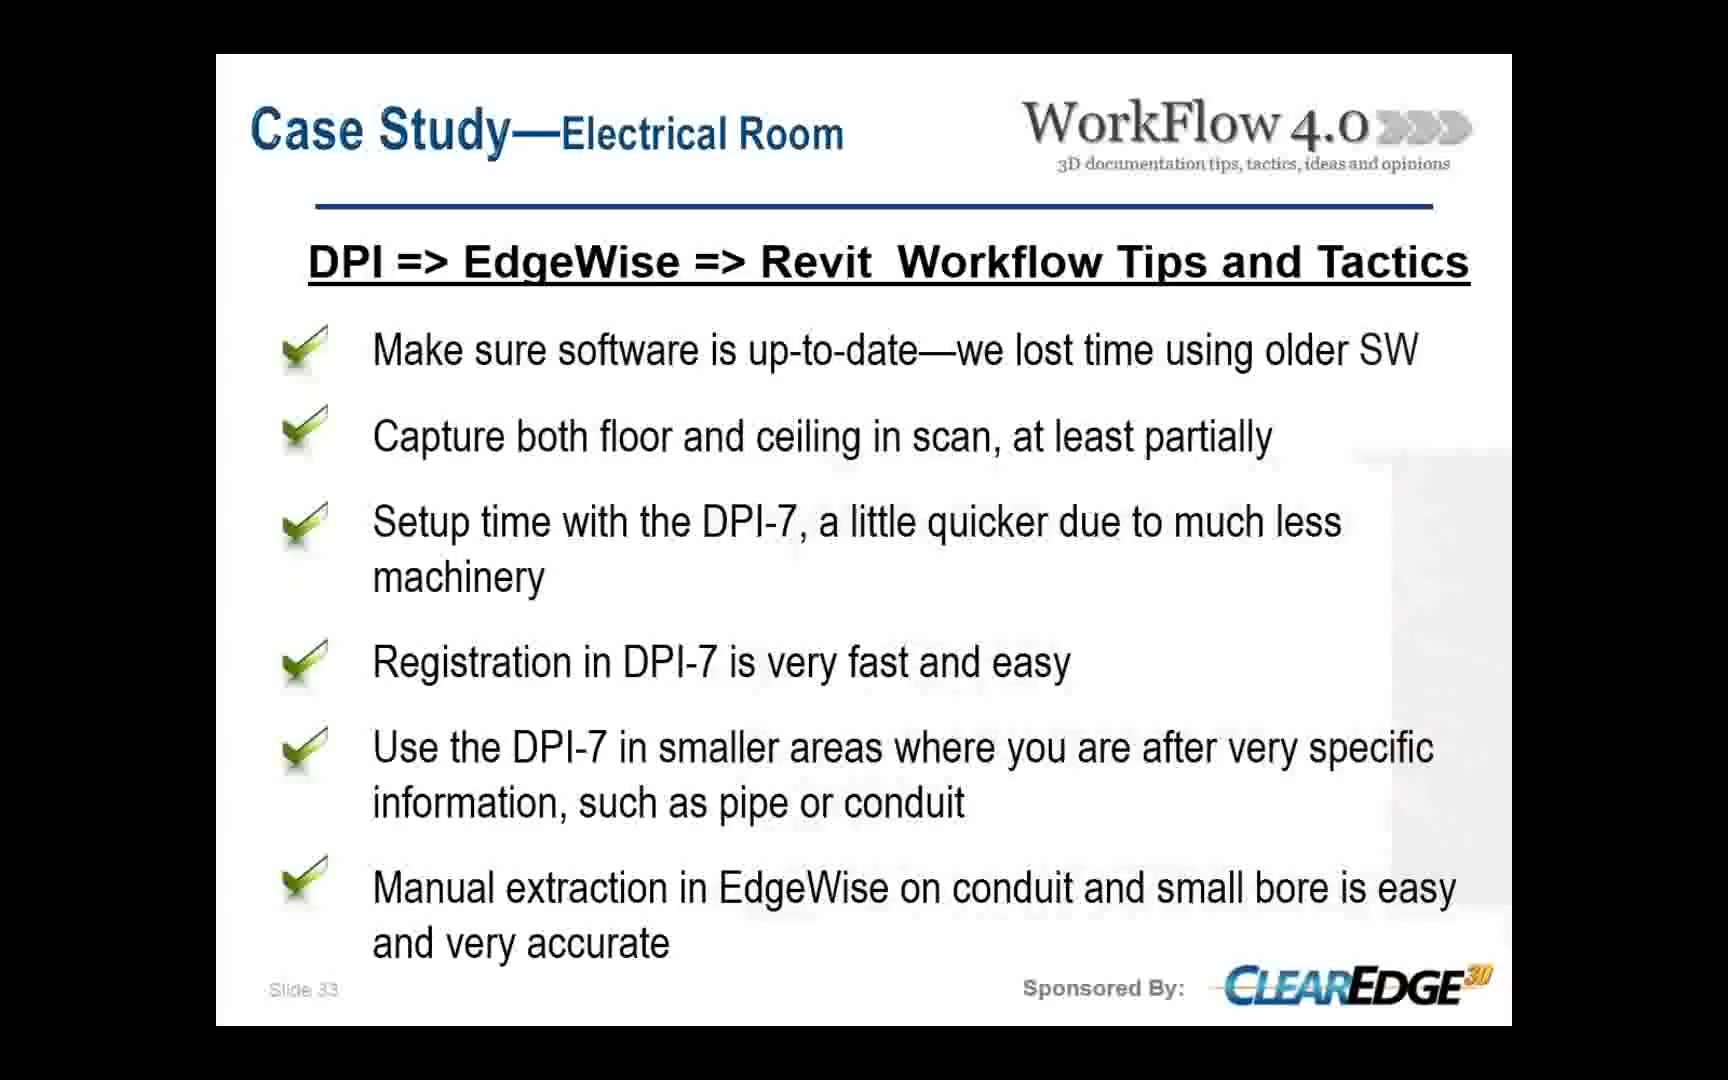 Case Study—Electrical Room
WorkFlow 4.0
3D documentation tips, tactics, ideas and opinions
DPI => EdgeWise => Revit  Workflow Tips and Tactics
Make sure software is up-to-date—we lost time using older SW
Capture both floor and ceiling in scan, at least partially
Setup time with the DPI-7, a little quicker due to much less
machinery
Registration in DPI-7 is very fast and easy
Use the DPI-7 in smaller areas where you are after very specific
information, such as pipe or conduit
Manual extraction in EdgeWise on conduit and small bore is easy
and very accurate
Slide 33
Sponsored By:
CLEAREDGE3D